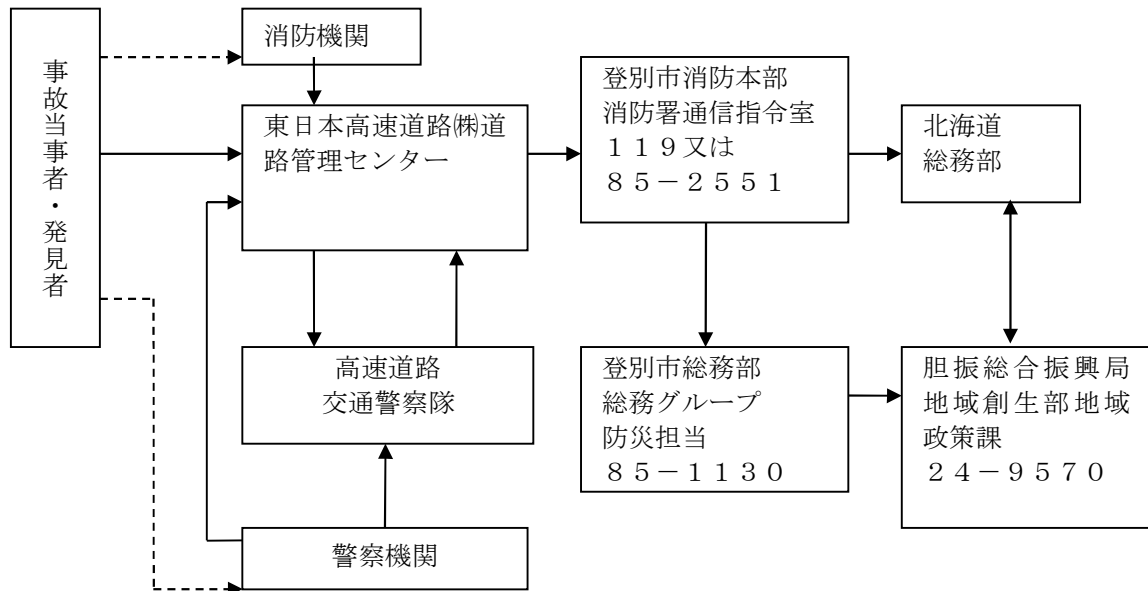 事故当事者・発見者
消防機関
東日本高速道路㈱道
路管理センター
登別市消防本部
消防署通信指令室
１１９又は
８５－２５５１
北海道
総務部
高速道路
交通警察隊
登別市総務部
総務グループ
防災担当
８５－１１３０
胆振総合振興局
地域創生部地域
政策課
２４－９５７０
警察機関